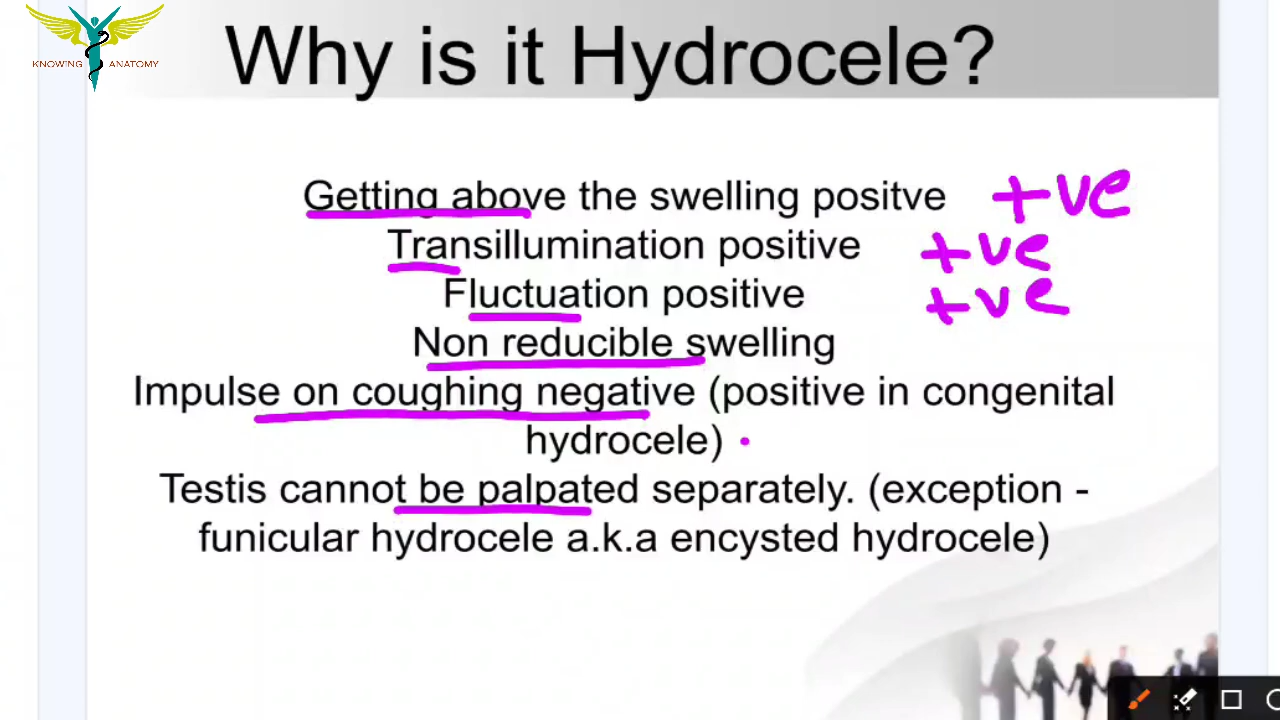 KNOWING ANATOMY
Why is it Hydrocele?
Getting above the swelling positve +ve
Transillumination positive +ve
Fluctuation positive +ve
Non reducible swelling
Impulse on coughing negative (positive in congenital
hydrocele)
Testis cannot be palpated separately. (exception -
funicular hydrocele a.k.a encysted hydrocele)